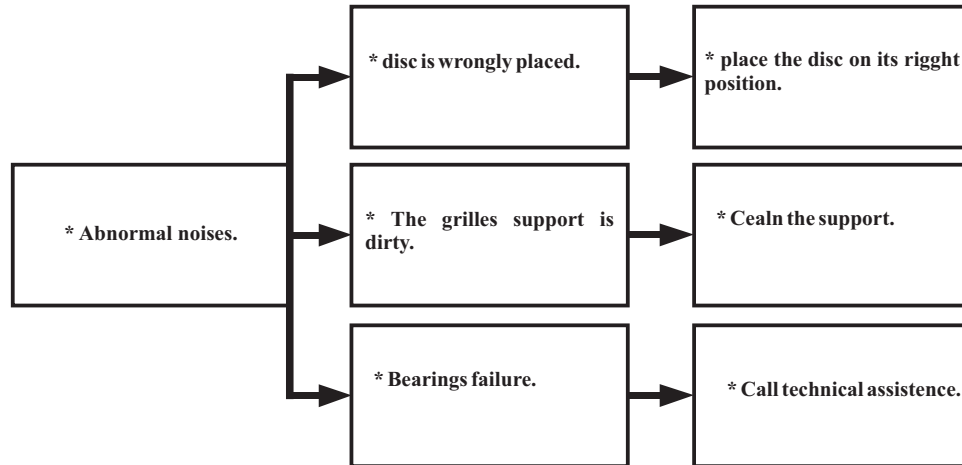 * disc is wrongly placed.
* place the disc on its rigght
position.
* Abnormal noises.
* The grilles support is
dirty.
* Cealn the support.
* Bearings failure.
* Call technical assistence.